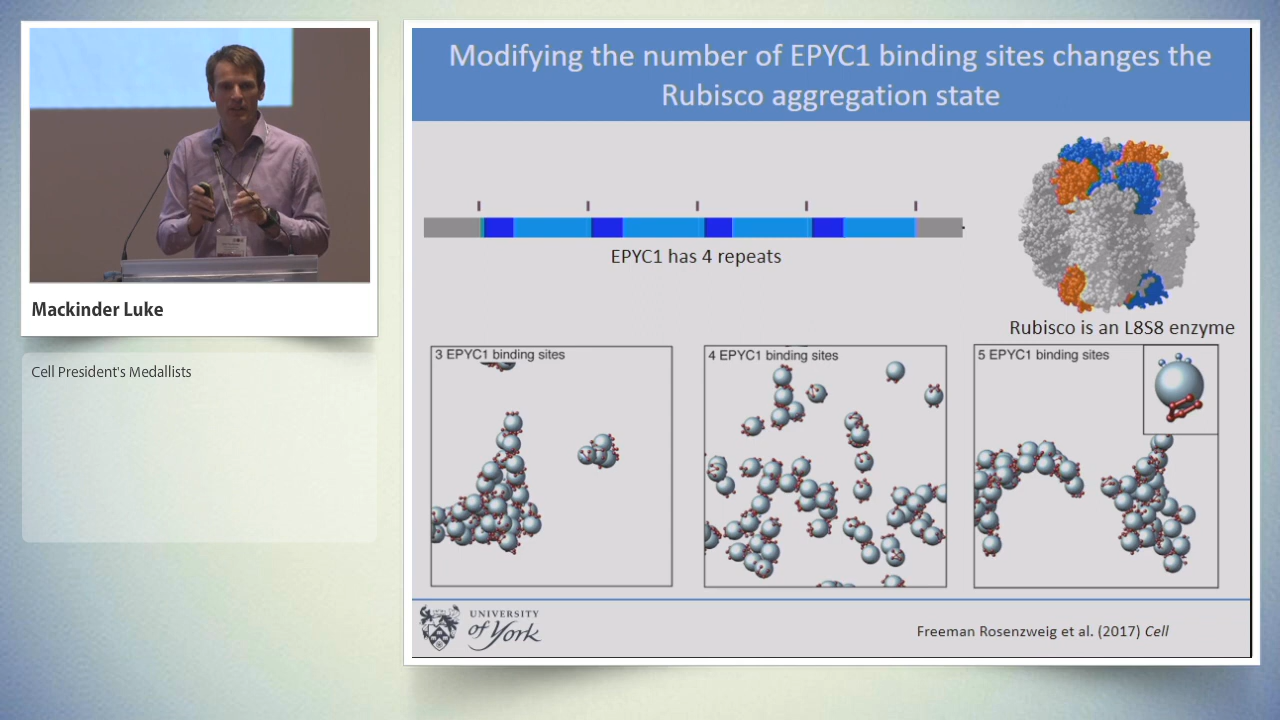 Modifying the number of EPYC1 binding sites changes the
Rubisco aggregation state
EPYC1 has 4 repeats
Rubisco is an L8S8 enzyme
3 EPYC1 binding sites
4 EPYC1 binding sites
5 EPYC1 binding sites
UNIVERSITY
of York
Freeman Rosenzweig et al. (2017) Cell
Mackinder Luke
Cell President's Medallists